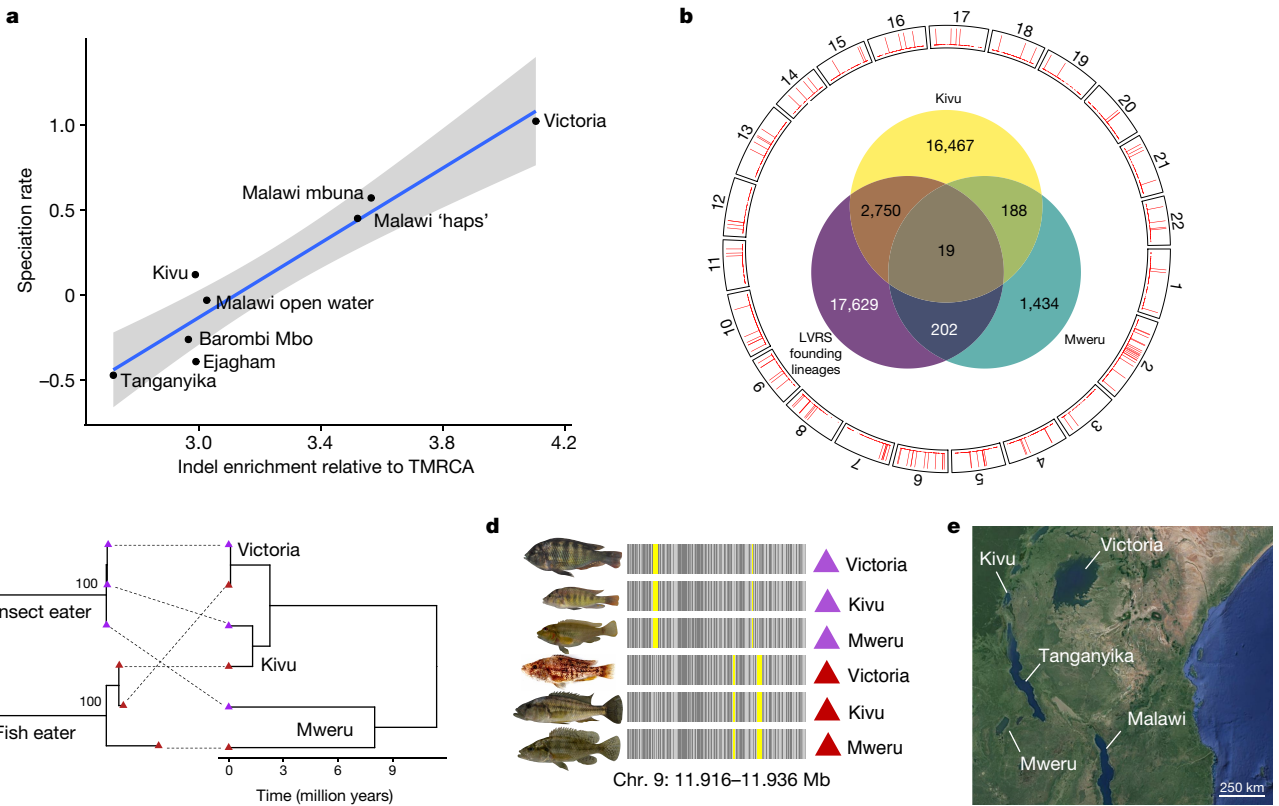 a
Speciation rate
1.0
0.5
0
−0.5
Victoria
Malawi mbuna
Malawi ‘haps’
Kivu
Malawi open water
Barombi Mbo
Ejagham
Tanganyika
3.0 3.4 3.8 4.2
Indel enrichment relative to TMRCA
b
1
2
3
4
5
6
7
8
9
10
11
12
13
14
15
16
17
18
19
20
21
22
Kivu
16,467
2,750
188
19
17,629
1,434
202
LVRS
founding
lineages
Mweru
100
nsect eater
100
Fish eater
Victoria
Kivu
Mweru
0 3 6 9
Time (million years)
d
Victoria
Kivu
Mweru
Victoria
Kivu
Mweru
Chr. 9: 11.916–11.936 Mb
e
Kivu
Victoria
Tanganyika
Malawi
Mweru
250 km